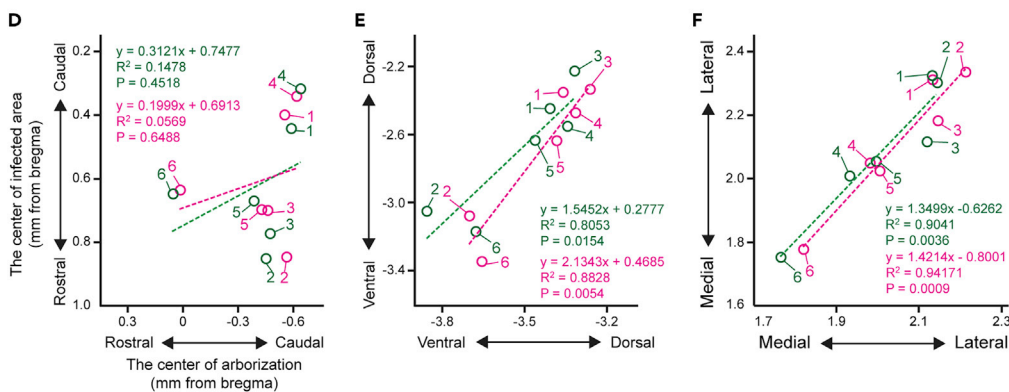 D
The center of infected area
(mm from bregma)
Caudal
Rostral
0.2
0.4
0.6
0.8
1.0
y = 0.3121x + 0.7477
R² = 0.1478
P = 0.4518
y = 0.1999x + 0.6913
R² = 0.0569
P = 0.6488
4
4
1
1
6
6
5
3
5
3
2
2
0.3 0 -0.3 -0.6
Rostral Caudal
The center of arborization
(mm from bregma)
E
Dorsal
Ventral
-2.2
-2.6
-3.0
-3.4
3
3
1
1
4
4
5
5
2
2
6
6
y = 1.5452x + 0.2777
R² = 0.8053
P = 0.0154
y = 2.1343x + 0.4685
R² = 0.8828
P = 0.0054
-3.8 -3.5 -3.2
Ventral Dorsal
F
Lateral
Medial
2.4
2.2
2.0
1.8
1.6
2
2
1
1
3
3
4
4
5
5
6
6
y = 1.3499x -0.6262
R² = 0.9041
P = 0.0036
y = 1.4214x - 0.8001
R² = 0.94171
P = 0.0009
1.7 1.9 2.1 2.3
Medial Lateral